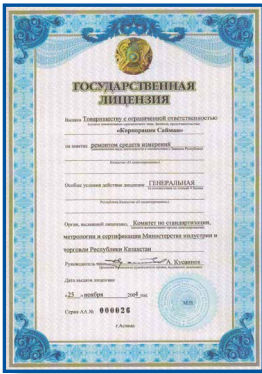 ГОСУДАРСТВЕННАЯ
ЛИЦЕНЗИЯ
Выдана Товариществу с ограниченной ответственностью
«Корпорация Сайман»
на занятие ремонтом средств измерений
Особые условия действия лицензии ГЕНЕРАЛЬНАЯ
Орган, выдавший лицензию, Комитет по стандартизации,
метрологии и сертификации Министерства индустрии и
торговли Республики Казахстан
Руководитель А. Кусаинов
Дата выдачи лицензии
«25» ноября 2004 год
Серия АА № 000026
г. Астана